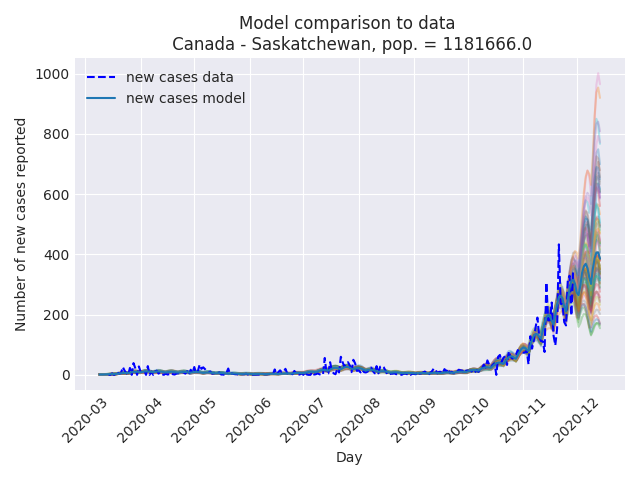 Model comparison to data
Canada - Saskatchewan, pop. = 1181666.0
new cases data
new cases model
Number of new cases reported
1000
800
600
400
200
0
2020-03
2020-04
2020-05
2020-06
2020-07
2020-08
2020-09
2020-10
2020-11
2020-12
Day